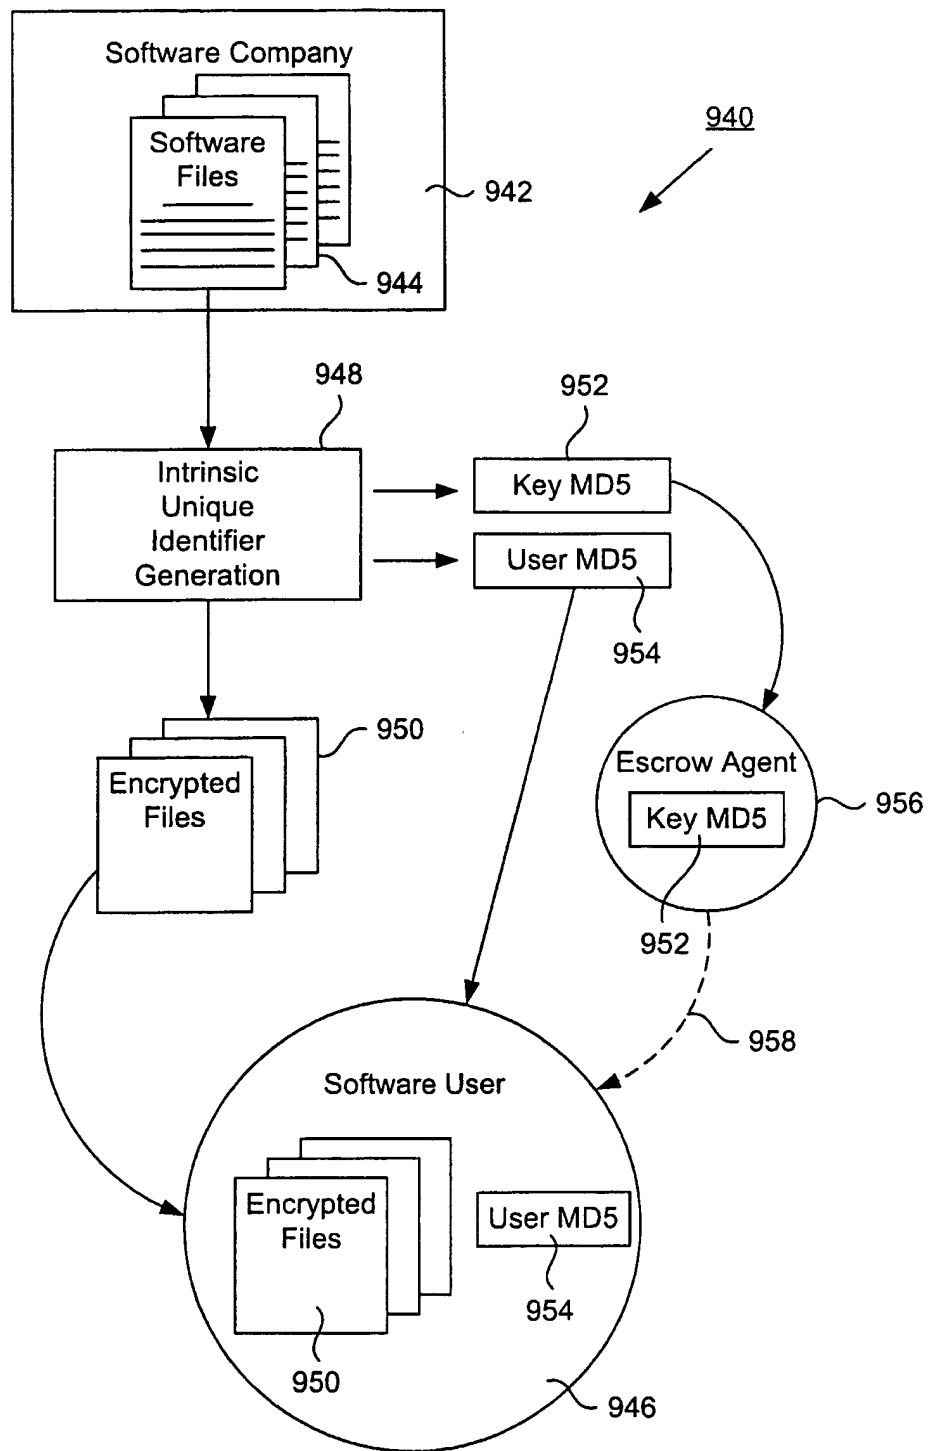 Software Company
Software
Files
940
942
944
948
952
Intrinsic
Unique
Identifier
Generation
Key MD5
User MD5
954
950
Encrypted
Files
Escrow Agent
Key MD5
956
952
958
Software User
Encrypted
Files
User MD5
954
950
946